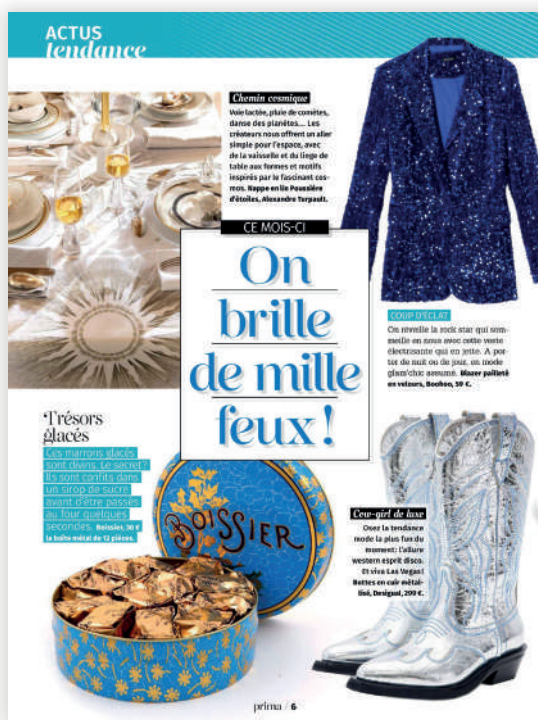 ACTUS
tendance
Chemin cosmique
Voie lactée, pluie de comètes,
danse des planètes... Les
créateurs nous offrent un aller
simple pour l'espace, avec
de la vaisselle et du linge de
table aux formes et motifs
inspirés par le fascinant cos-
mos. Nappe en lin Poussière
d'étoiles, Alexandre Turpault.
CE MOIS-CI
On
brille
de mille
feux !
COUP D'ÉCLAT
On réveille la rock star qui som-
meille en nous avec cette veste
électrisante qui en jette. A por-
ter de nuit ou de jour, en mode
glam'chic assumé. Blazer pailleté
en velours, Boohoo, 59 €.
Trésors
glacés
Ces marrons glacés
sont divins. Le secret ?
Ils sont confits dans
un sirop de sucre
avant d'être passés
au four quelques
secondes. Boissier, 30 €
la boîte métal de 12 pièces.
BOISSIER
Cow-girl de luxe
Osez la tendance
mode la plus fun du
moment : l'allure
western esprit disco.
Et viva Las Vegas !
Bottes en cuir métal-
lisé, Desigual, 299 €.
prima / 6